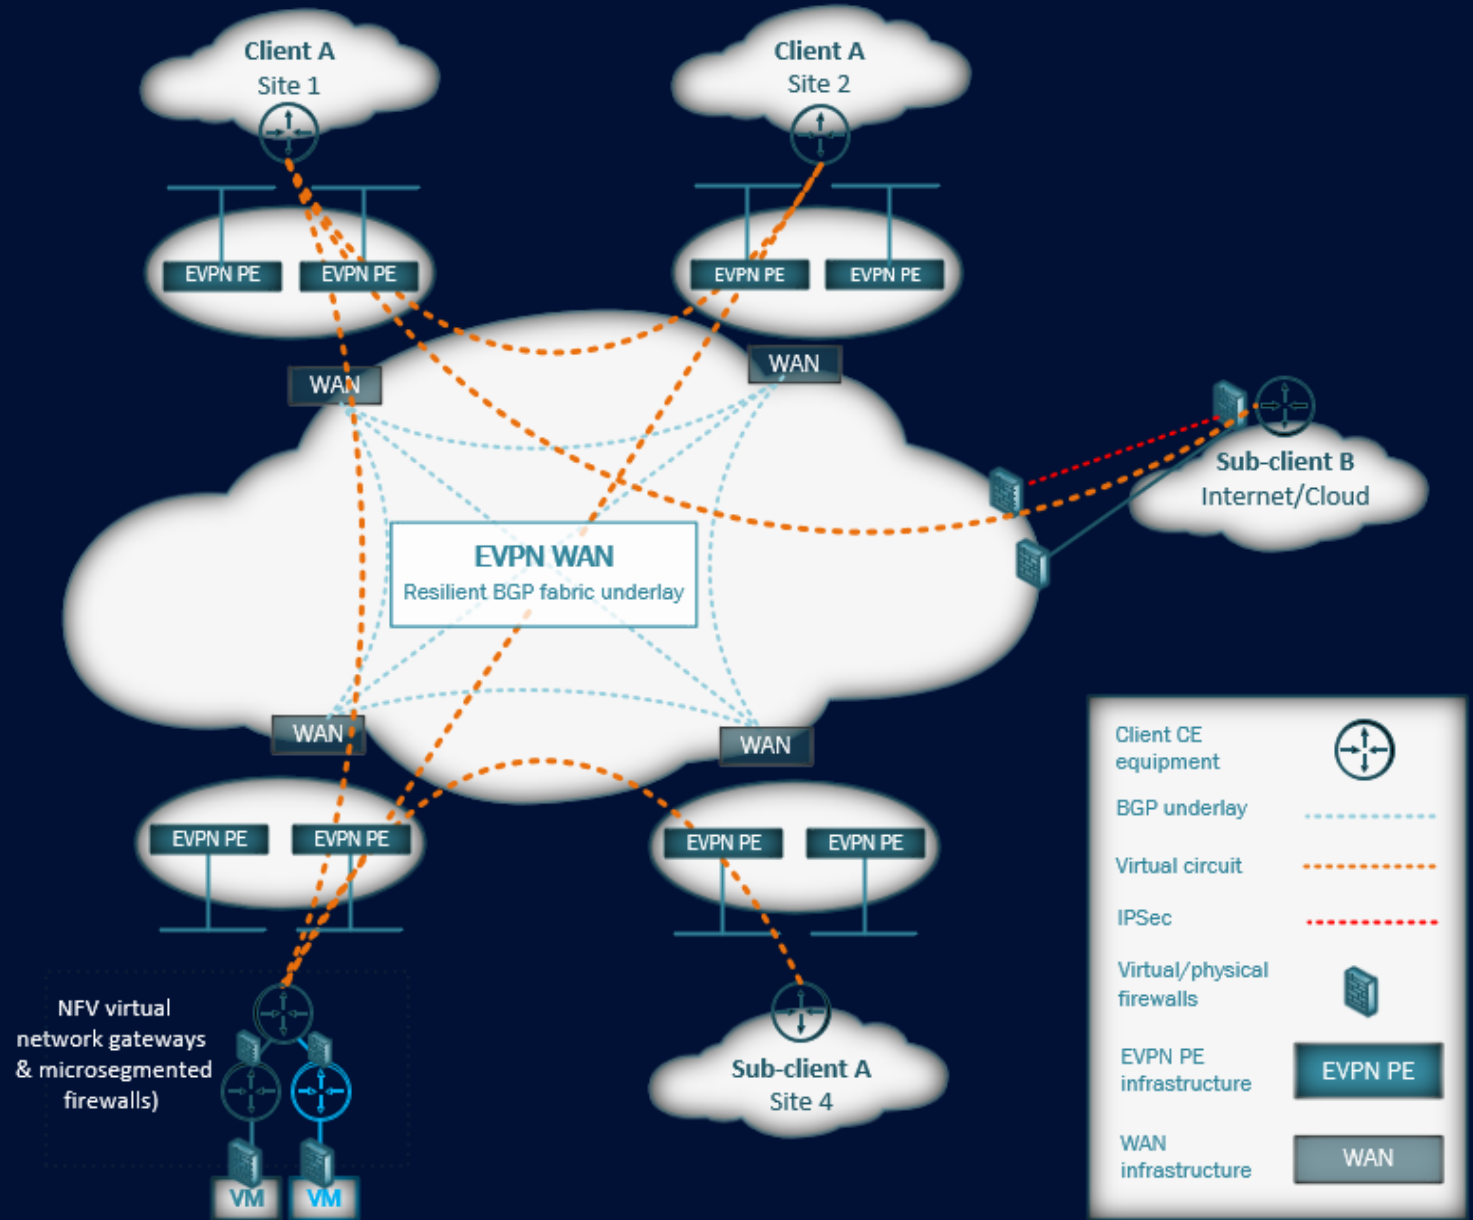 Client A
Site 1
Client A
Site 2
EVPN PE
EVPN PE
EVPN PE
EVPN PE
WAN
WAN
Sub-client B
Internet/Cloud
EVPN WAN
Resilient BGP fabric underlay
WAN
WAN
EVPN PE
EVPN PE
EVPN PE
EVPN PE
NFV virtual
network gateways
& microsegmented
firewalls)
VM
VM
Sub-client A
Site 4
Client CE
equipment
BGP underlay
Virtual circuit
IPSec
Virtual/physical
firewalls
EVPN PE
infrastructure
EVPN PE
WAN
infrastructure
WAN